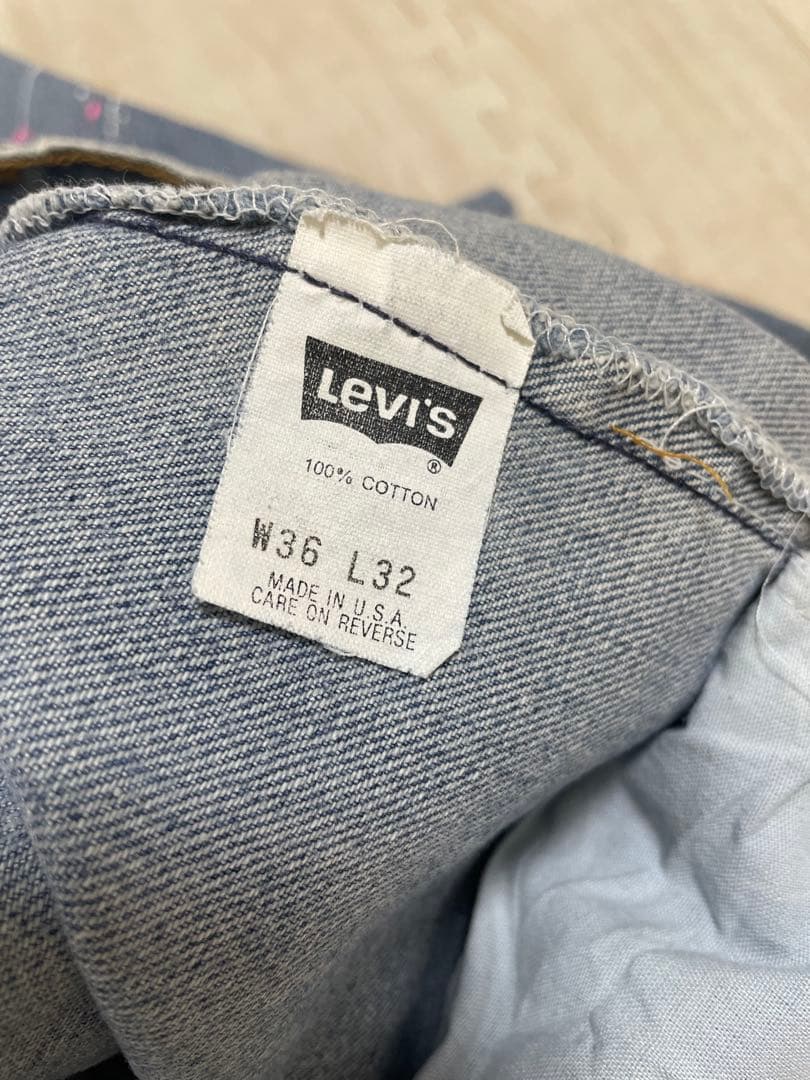 Levi's
®
100% COTTON
W36 L32
MADE IN U.S.A.
CARE ON REVERSE